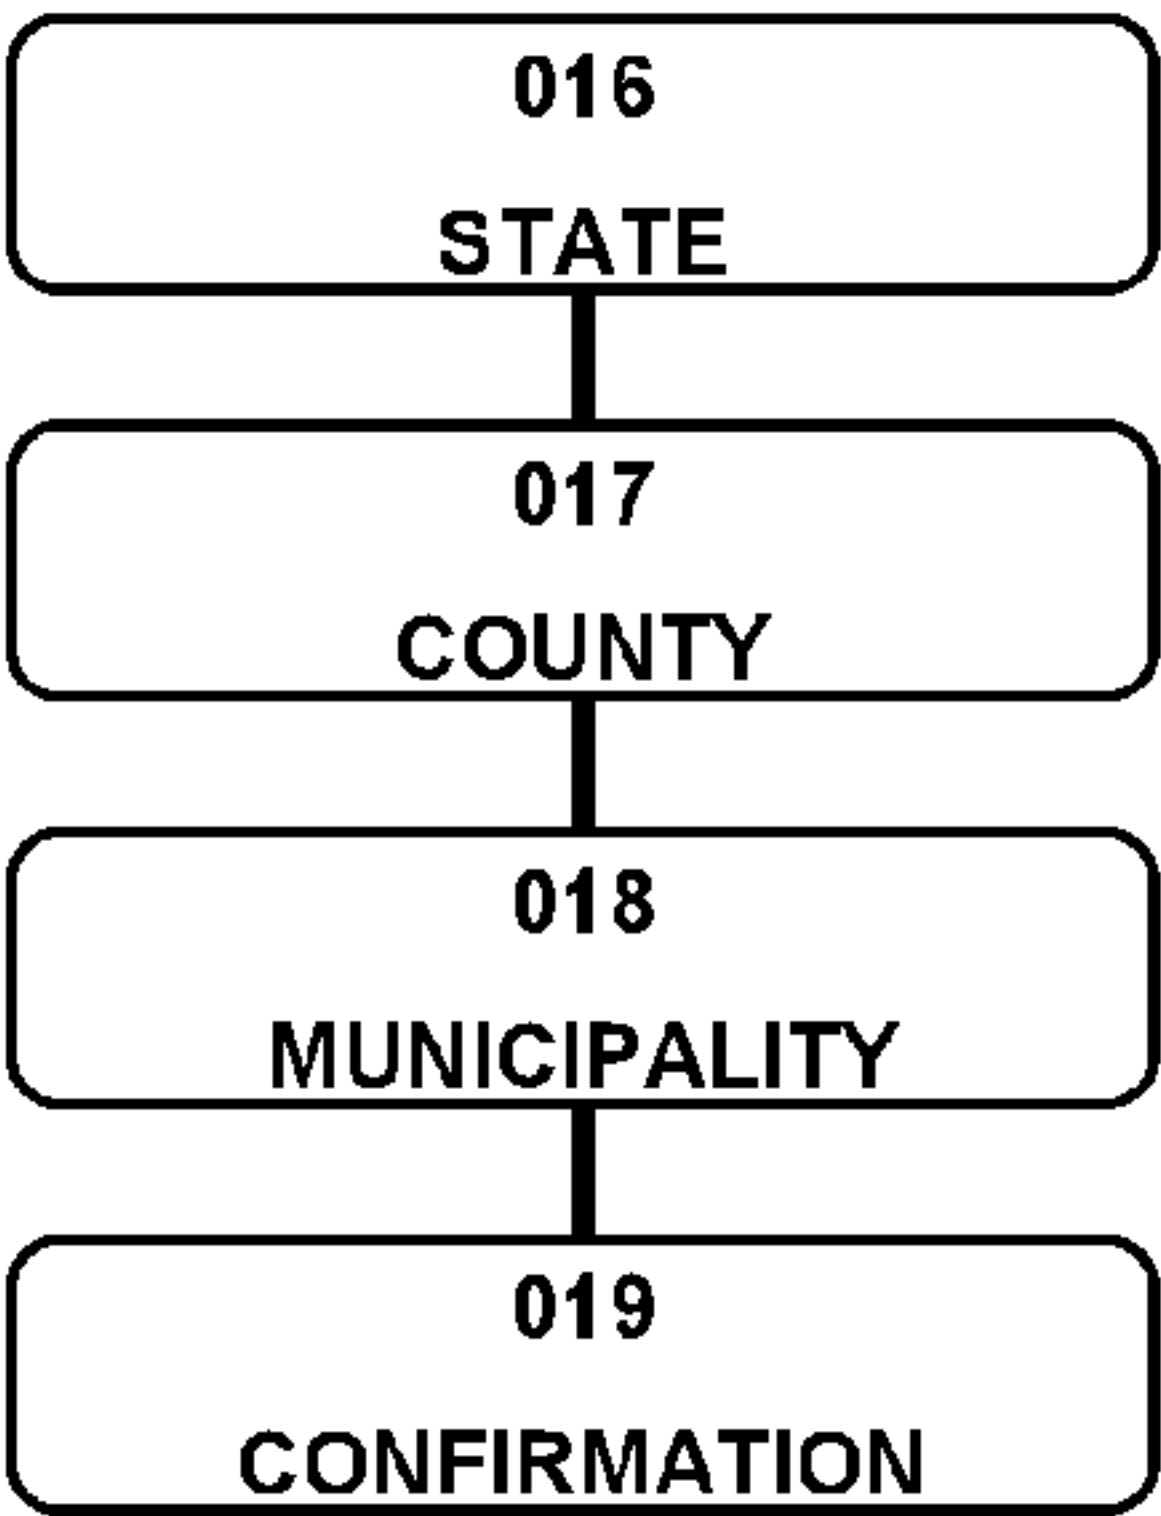 016
STATE
017
COUNTY
018
MUNICIPALITY
019
CONFIRMATION